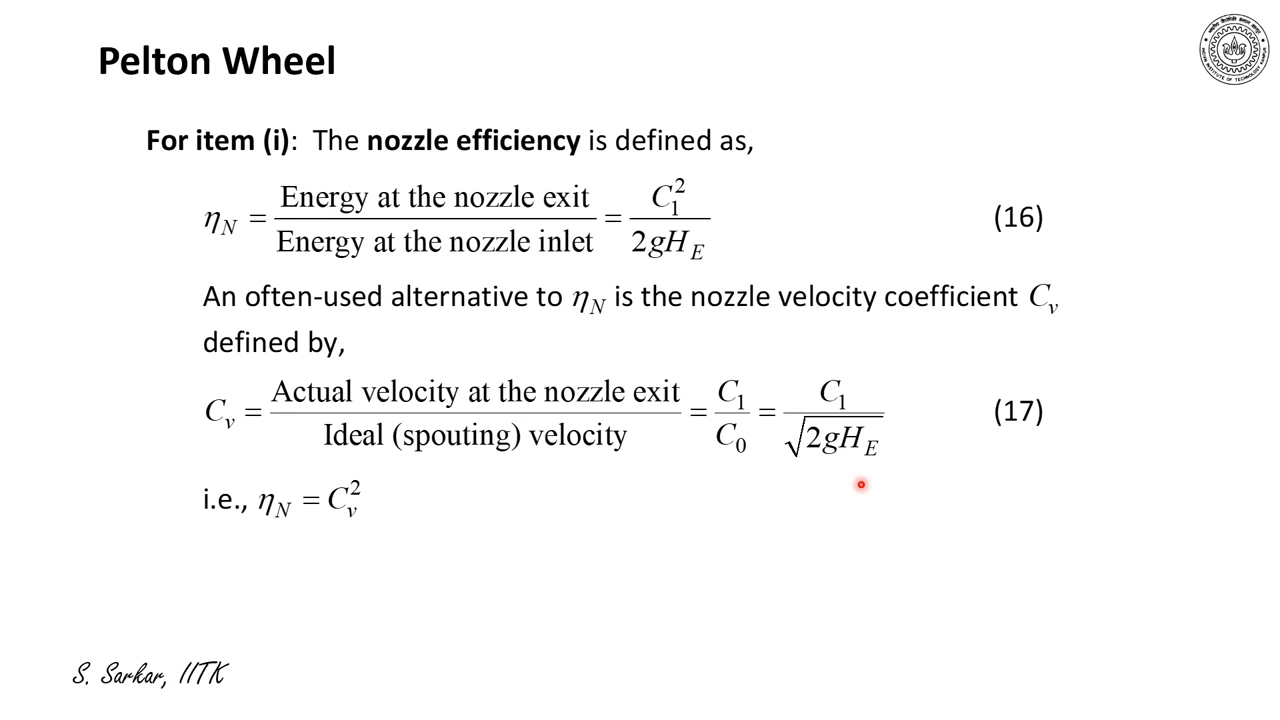 Pelton Wheel
For item (i): The nozzle efficiency is defined as,
η_N = Energy at the nozzle exit / Energy at the nozzle inlet = C_1^2 / 2gH_E (16)
An often-used alternative to η_N is the nozzle velocity coefficient C_v
defined by,
C_v = Actual velocity at the nozzle exit / Ideal (spouting) velocity = C_1 / C_0 = C_1 / √2gH_E (17)
i.e., η_N = C_v^2
S. Sarkar, IITK